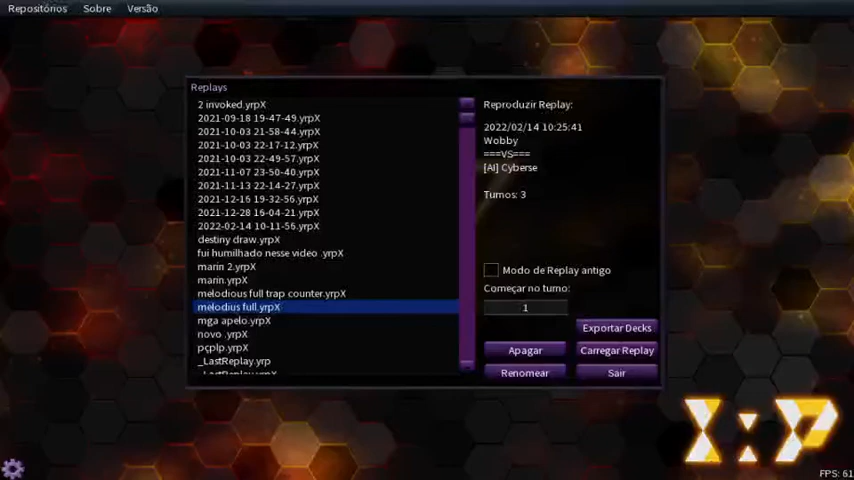 Repositórios Sobre Versão
Replays
2 invoked.yrpX
2021-09-18 19-47-49.yrpX
2021-10-03 21-58-44.yrpX
2021-10-03 22-17-12.yrpX
2021-10-03 22-49-57.yrpX
2021-11-07 23-50-40.yrpX
2021-11-13 22-14-27.yrpX
2021-12-16 19-32-56.yrpX
2021-12-28 16-04-21.yrpX
2022-02-14 10-11-56.yrpX
destiny draw.yrpX
fui humilhado nesse video .yrpX
marin 2.yrpX
marin.yrpX
melodious full trap counter.yrpX
melodius full.yrpX
mga apelo.yrpX
novo .yrpX
pçplp.yrpX
_LastReplay.yrp
_LastReplay.yrpX
Reproduzir Replay:
2022/02/14 10:25:41
Wobby
===VS===
[AI] Cyberse
Turnos: 3
Modo de Replay antigo
Começar no turno:
1
Exportar Decks
Apagar Carregar Replay
Renomear Sair
X:P
FPS: 61